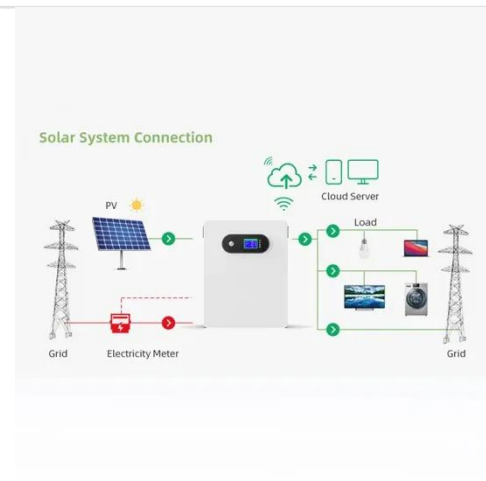 Solar System Connection
Cloud Server
PV
Load
Grid
Electricity Meter
Grid